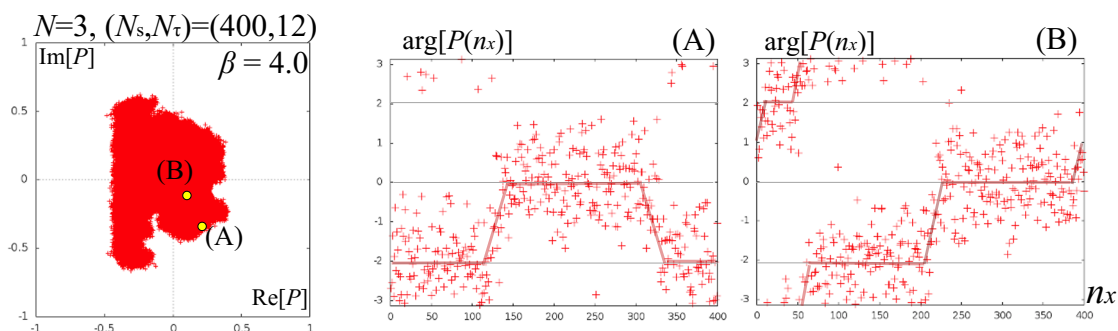 N=3, (Ns,Nτ)=(400,12)
Im[P]
β = 4.0
(B)
(A)
Re[P]
1
0.5
0
-0.5
-1
-1 -0.5 0 0.5 1
arg[P(nx)] (A)
3
2
1
0
-1
-2
-3
0 50 100 150 200 250 300 350 400
arg[P(nx)] (B)
3
2
1
0
-1
-2
-3
0 50 100 150 200 250 300 350 400
nx